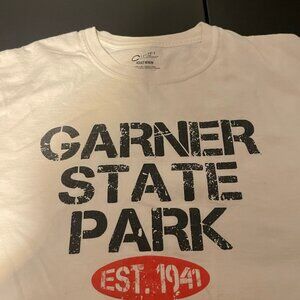 GARNER
STATE
PARK
EST. 1941